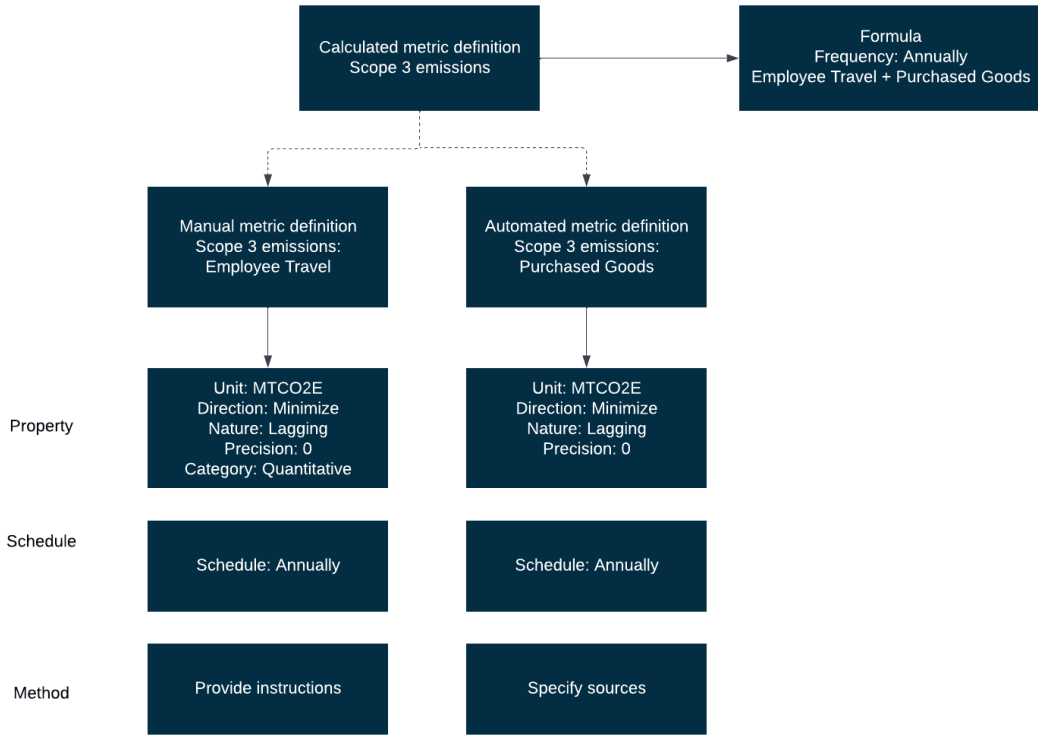 Calculated metric definition
Scope 3 emissions
Formula
Frequency: Annually
Employee Travel + Purchased Goods
Manual metric definition
Scope 3 emissions:
Employee Travel
Automated metric definition
Scope 3 emissions:
Purchased Goods
Property
Unit: MTCO2E
Direction: Minimize
Nature: Lagging
Precision: 0
Category: Quantitative
Unit: MTCO2E
Direction: Minimize
Nature: Lagging
Precision: 0
Schedule
Schedule: Annually
Schedule: Annually
Method
Provide instructions
Specify sources